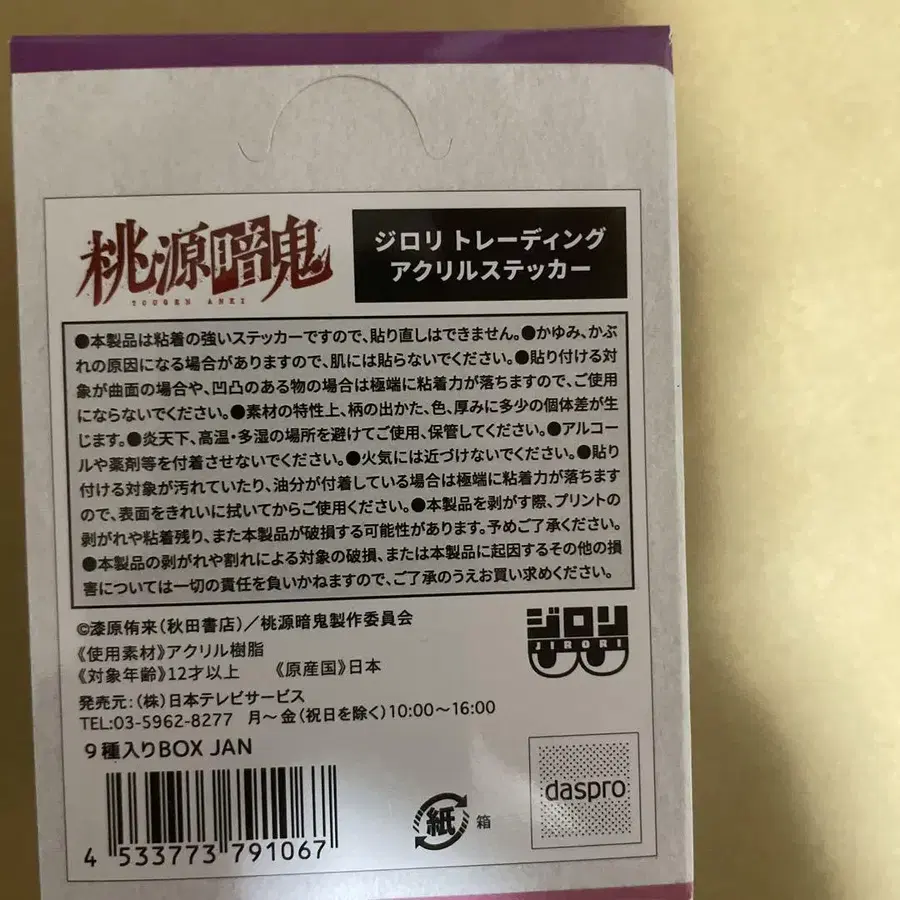 桃源暗鬼
TOUGEN ANKI
ジロリ トレーディング
アクリルステッカー
●本製品は粘着の強いステッカーですので、貼り直しはできません。●かゆみ、かぶ
れの原因になる場合がありますので、肌には貼らないでください。●貼り付ける対
象が曲面の場合や、凹凸のある物の場合は極端に粘着力が落ちますので、ご使用
にならないでください。●素材の特性上、柄の出かた、色、厚みに多少の個体差が生
じます。●炎天下、高温・多湿の場所を避けてご使用、保管してください。●アルコー
ルや薬剤等を付着させないでください。●火気には近づけないでください。●貼り
付ける対象が汚れていたり、油分が付着している場合は極端に粘着力が落ちます
ので、表面をきれいに拭いてからご使用ください。●本製品を剥がす際、プリントの
剥がれや粘着残り、また本製品が破損する可能性があります。予めご了承ください。
●本製品の剥がれや割れによる対象の破損、または本製品に起因するその他の損
害については一切の責任を負いかねますので、ご了承のうえお買い求めください。
©漆原侑来(秋田書店)/桃源暗鬼製作委員会
《使用素材》アクリル樹脂
《対象年齢》12才以上 《原産国》日本
発売元:(株)日本テレビサービス
TEL:03-5962-8277 月〜金(祝日を除く)10:00〜16:00
ジロリ
JIRORI
9種入りBOX JAN
4 533773 791067
紙 箱
daspro